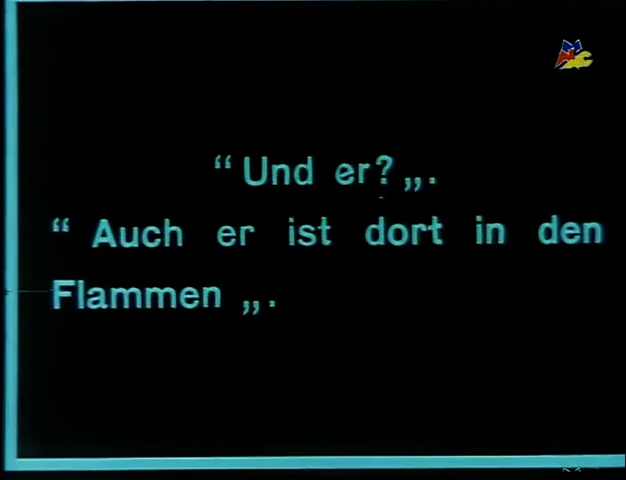 “ Und er? „.
“ Auch er ist dort in den
Flammen „.